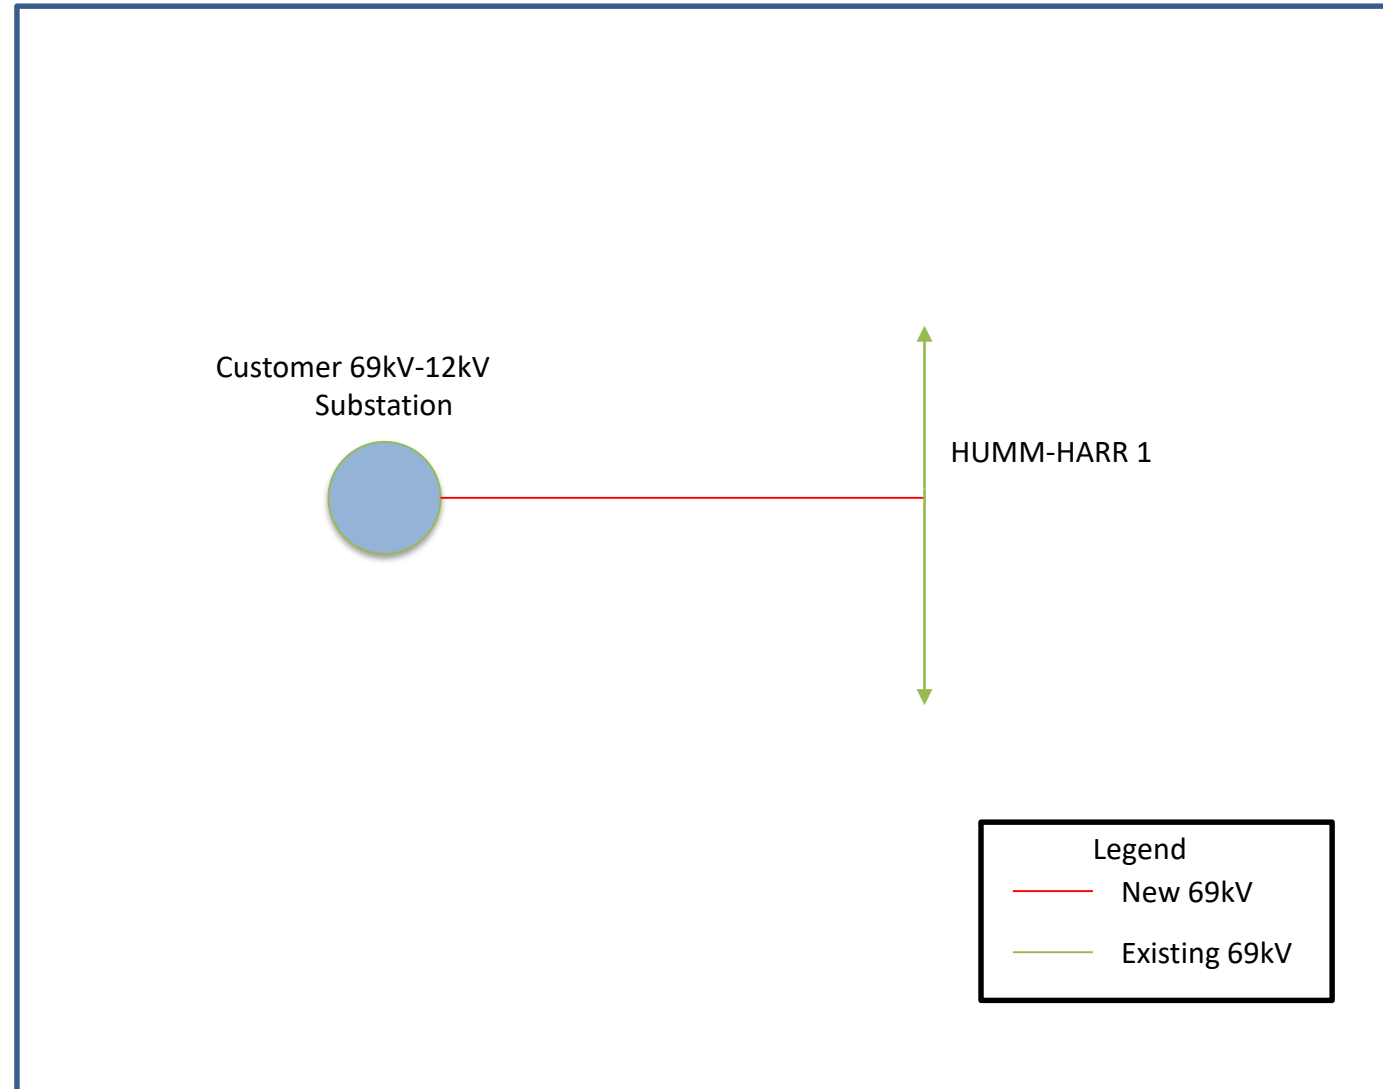 Customer 69kV-12kV
Substation
HUMM-HARR 1
Legend
New 69kV
Existing 69kV